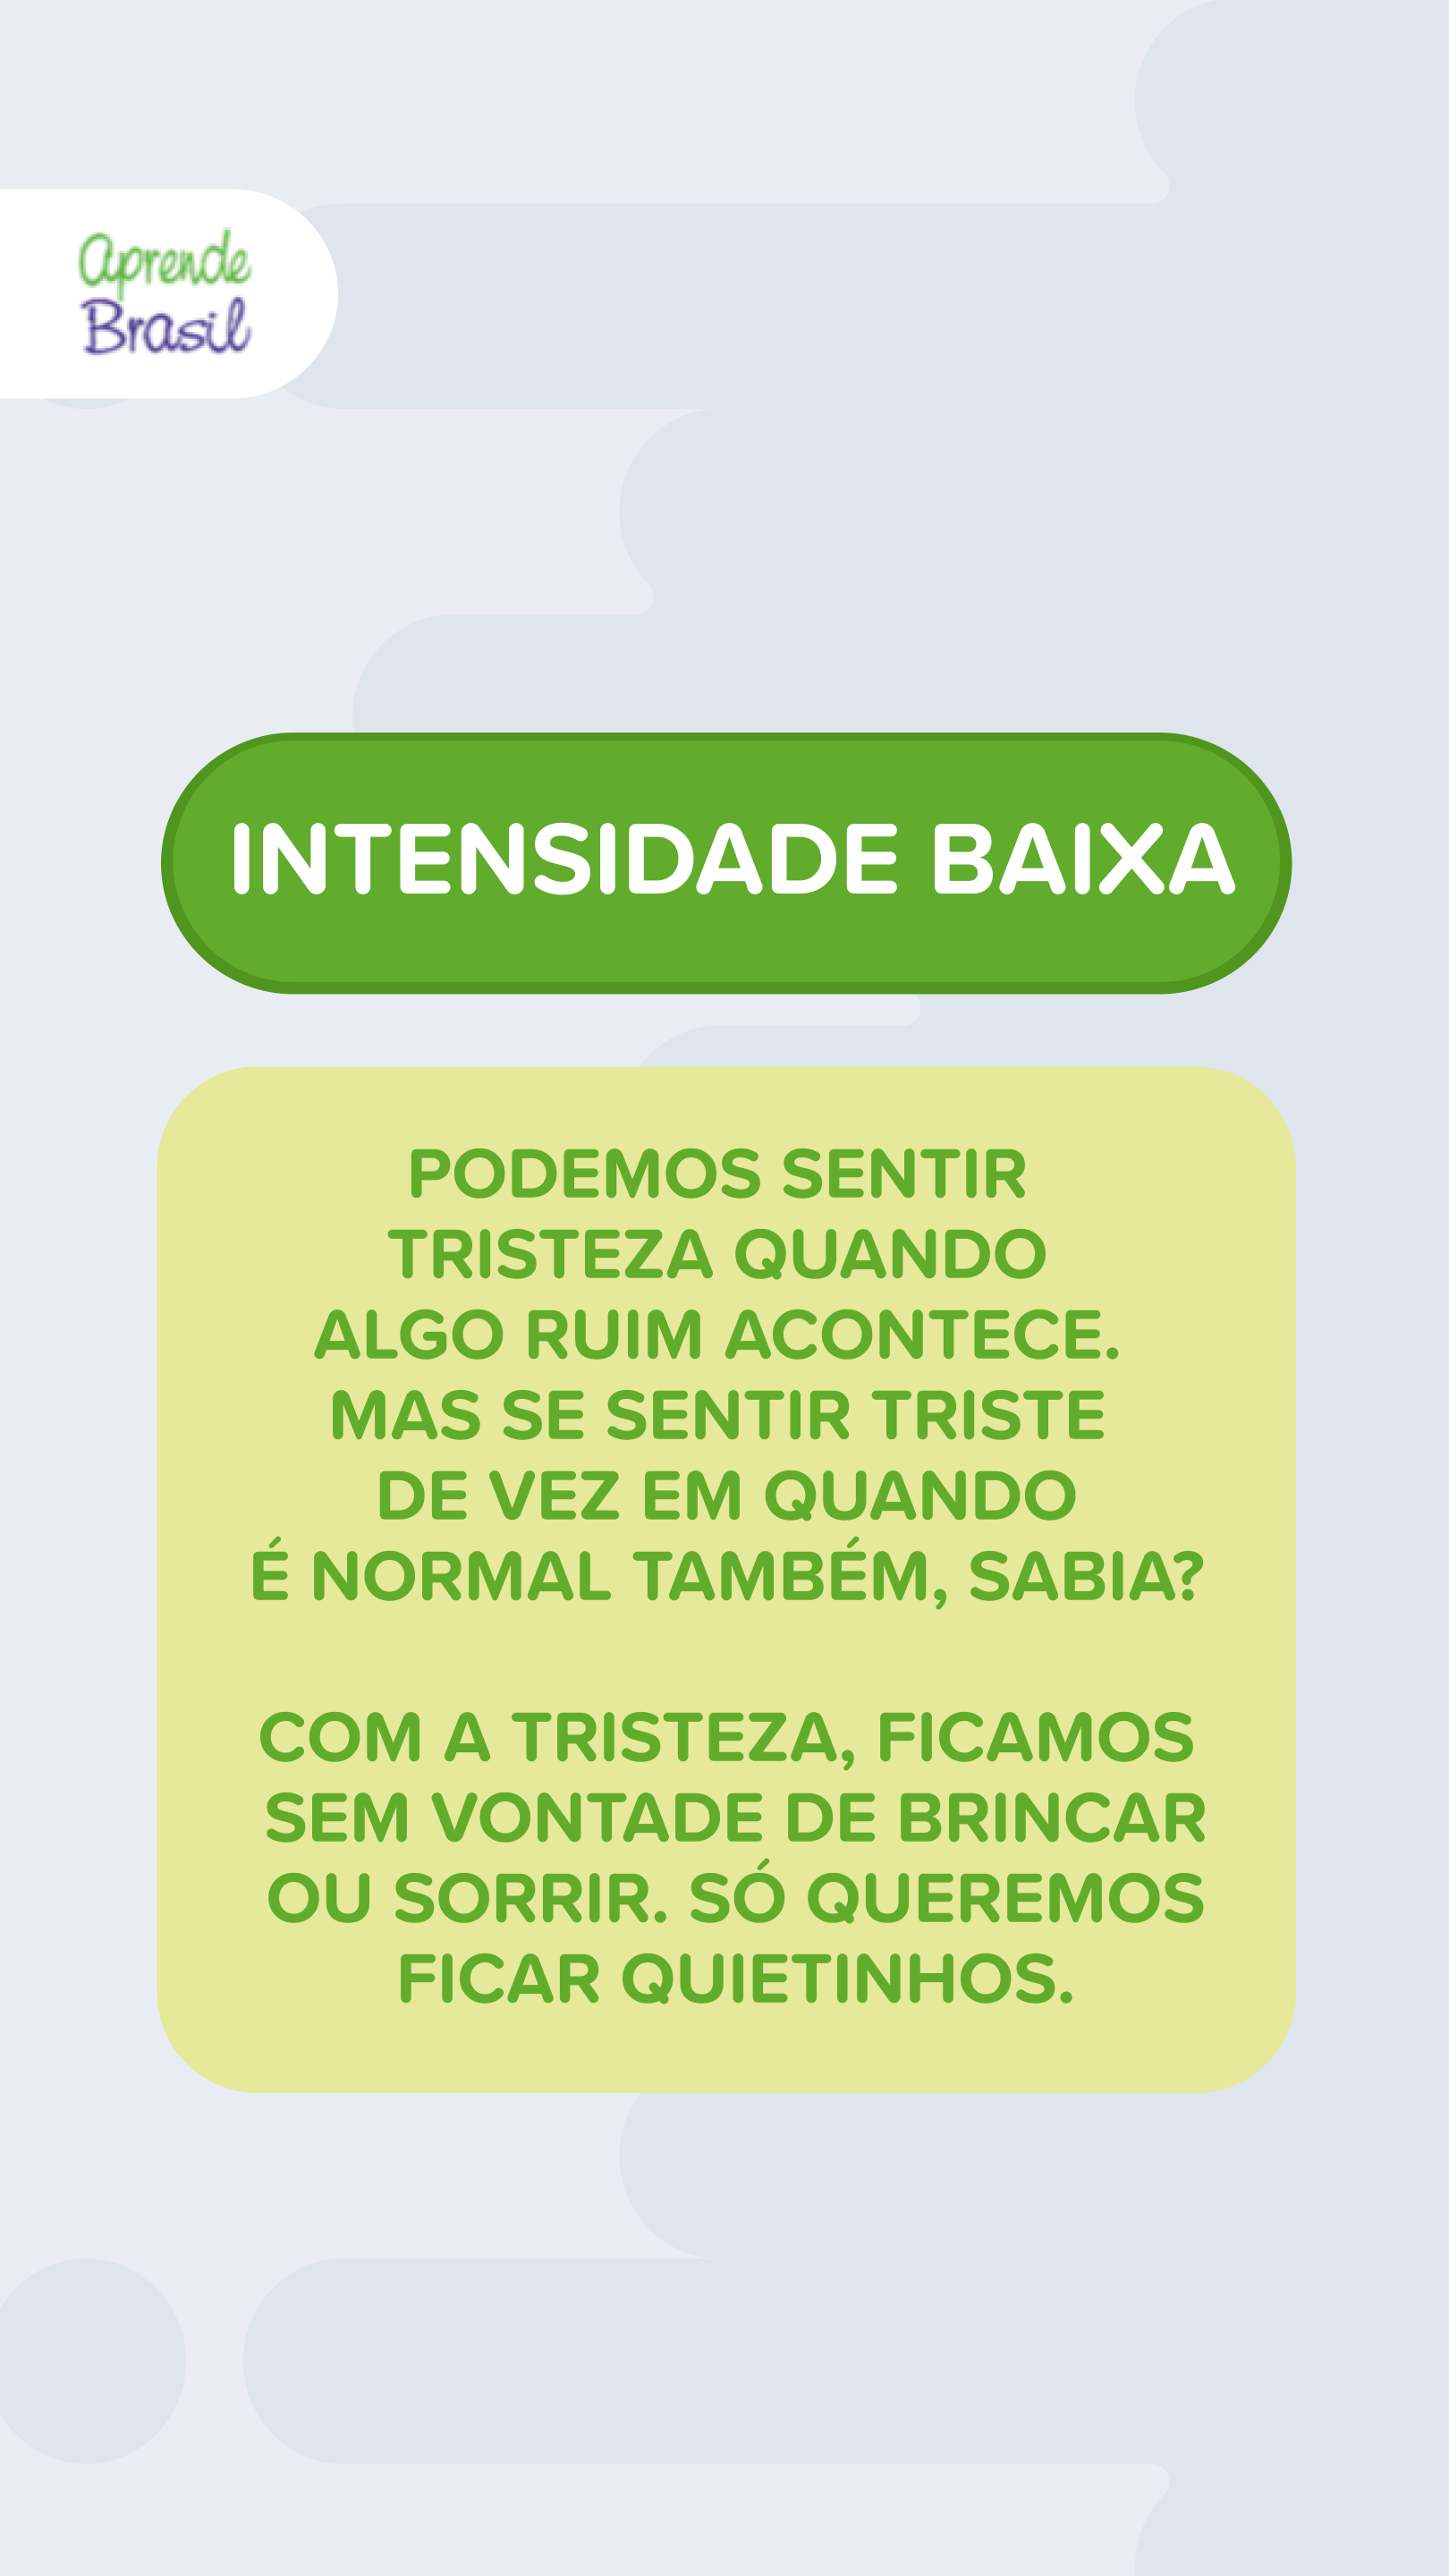 Aprende
Brasil
INTENSIDADE BAIXA
PODEMOS SENTIR
TRISTEZA QUANDO
ALGO RUIM ACONTECE.
MAS SE SENTIR TRISTE
DE VEZ EM QUANDO
É NORMAL TAMBÉM, SABIA?
COM A TRISTEZA, FICAMOS
SEM VONTADE DE BRINCAR
OU SORRIR. SÓ QUEREMOS
FICAR QUIETINHOS.